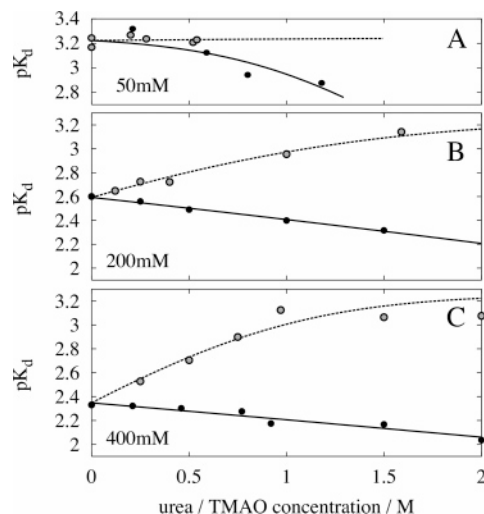 3.4
3.2
3
2.8
pK_d
A
50mM
3.2
3
2.8
2.6
2.4
2.2
2
pK_d
B
200mM
3.2
3
2.8
2.6
2.4
2.2
2
pK_d
C
400mM
0 0.5 1 1.5 2
urea / TMAO concentration / M